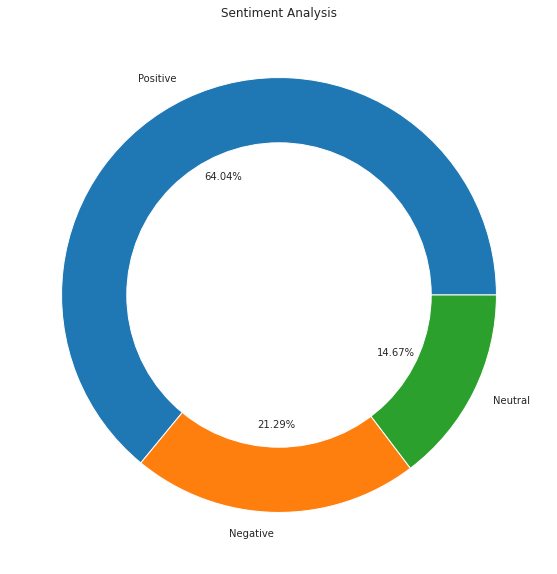 Sentiment Analysis
Positive
64.04%
14.67%
Neutral
21.29%
Negative